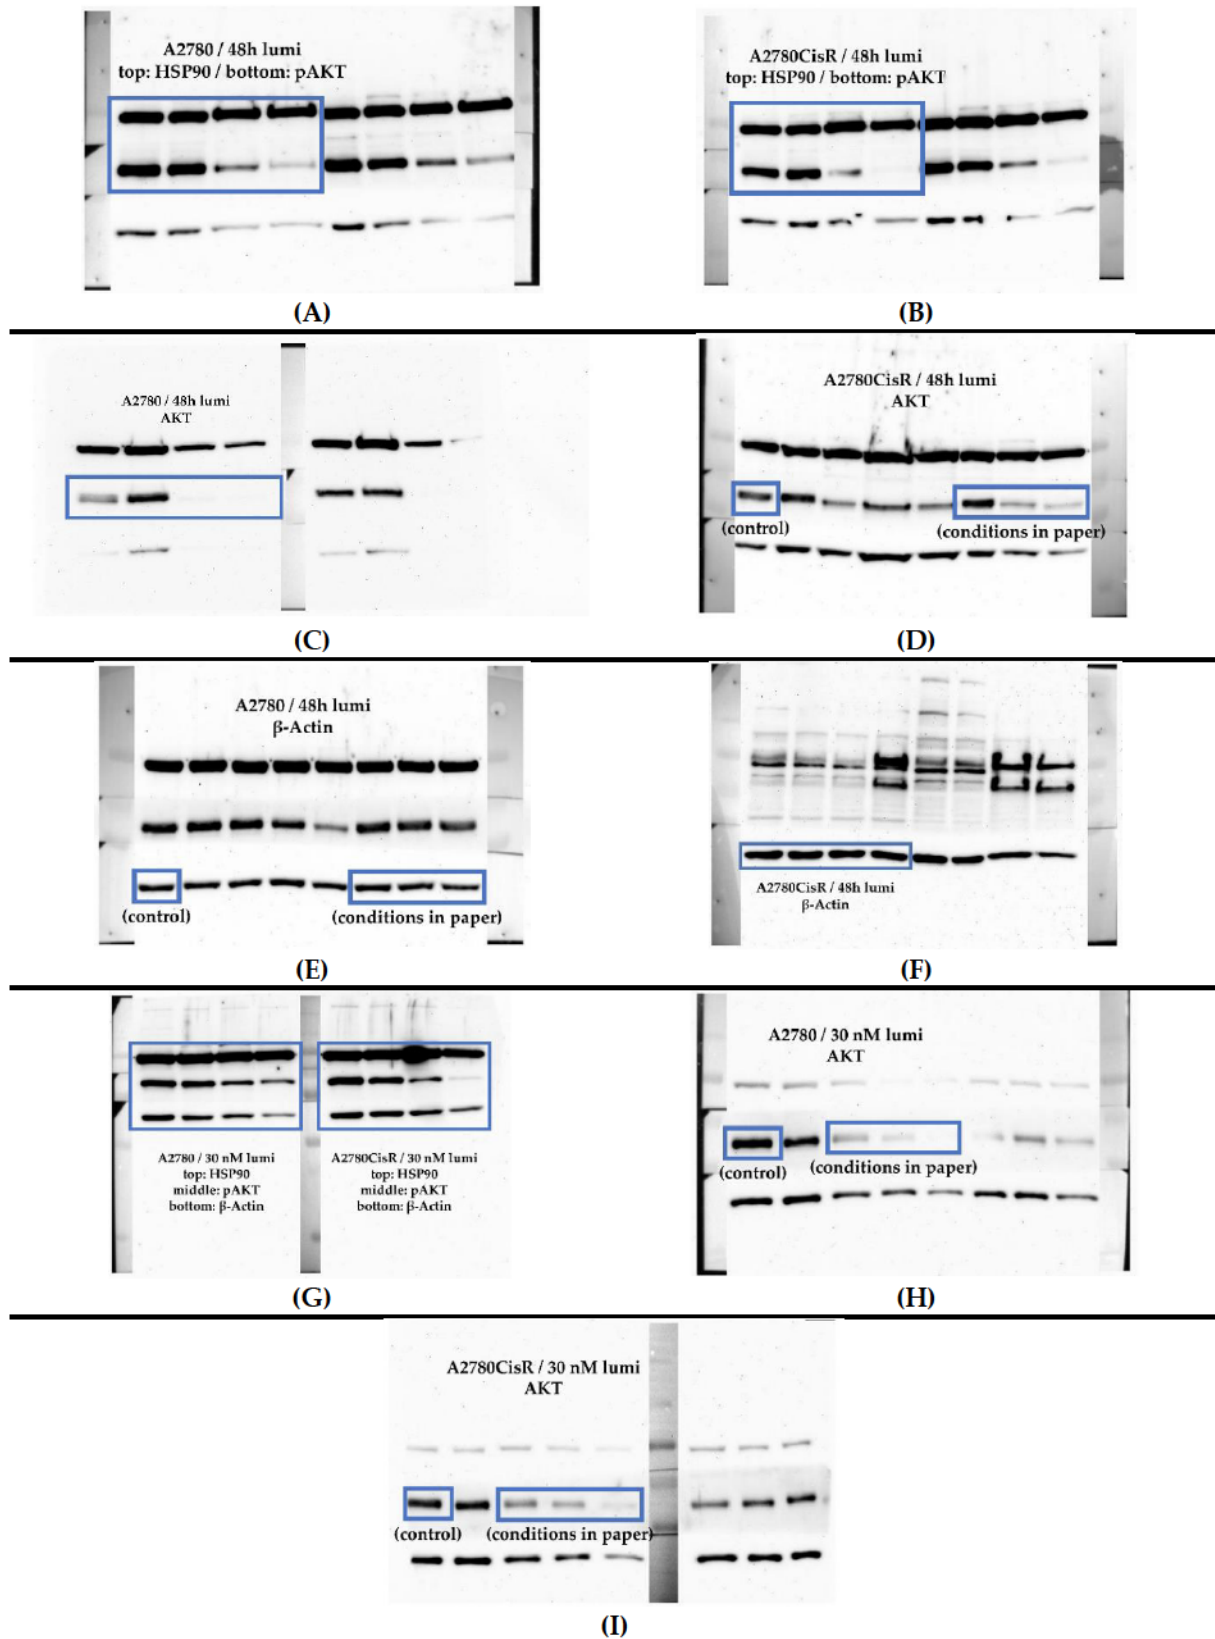 A2780 / 48h lumi
top: HSP90 / bottom: pAKT
(A)
A2780CisR / 48h lumi
top: HSP90 / bottom: pAKT
(B)
A2780 / 48h lumi
AKT
(C)
A2780CisR / 48h lumi
AKT
(control)
(conditions in paper)
(D)
A2780 / 48h lumi
β-Actin
(control)
(conditions in paper)
(E)
A2780CisR / 48h lumi
β-Actin
(F)
A2780 / 30 nM lumi
top: HSP90
middle: pAKT
bottom: β-Actin
A2780CisR / 30 nM lumi
top: HSP90
middle: pAKT
bottom: β-Actin
(G)
A2780 / 30 nM lumi
AKT
(control)
(conditions in paper)
(H)
A2780CisR / 30 nM lumi
AKT
(control)
(conditions in paper)
(I)